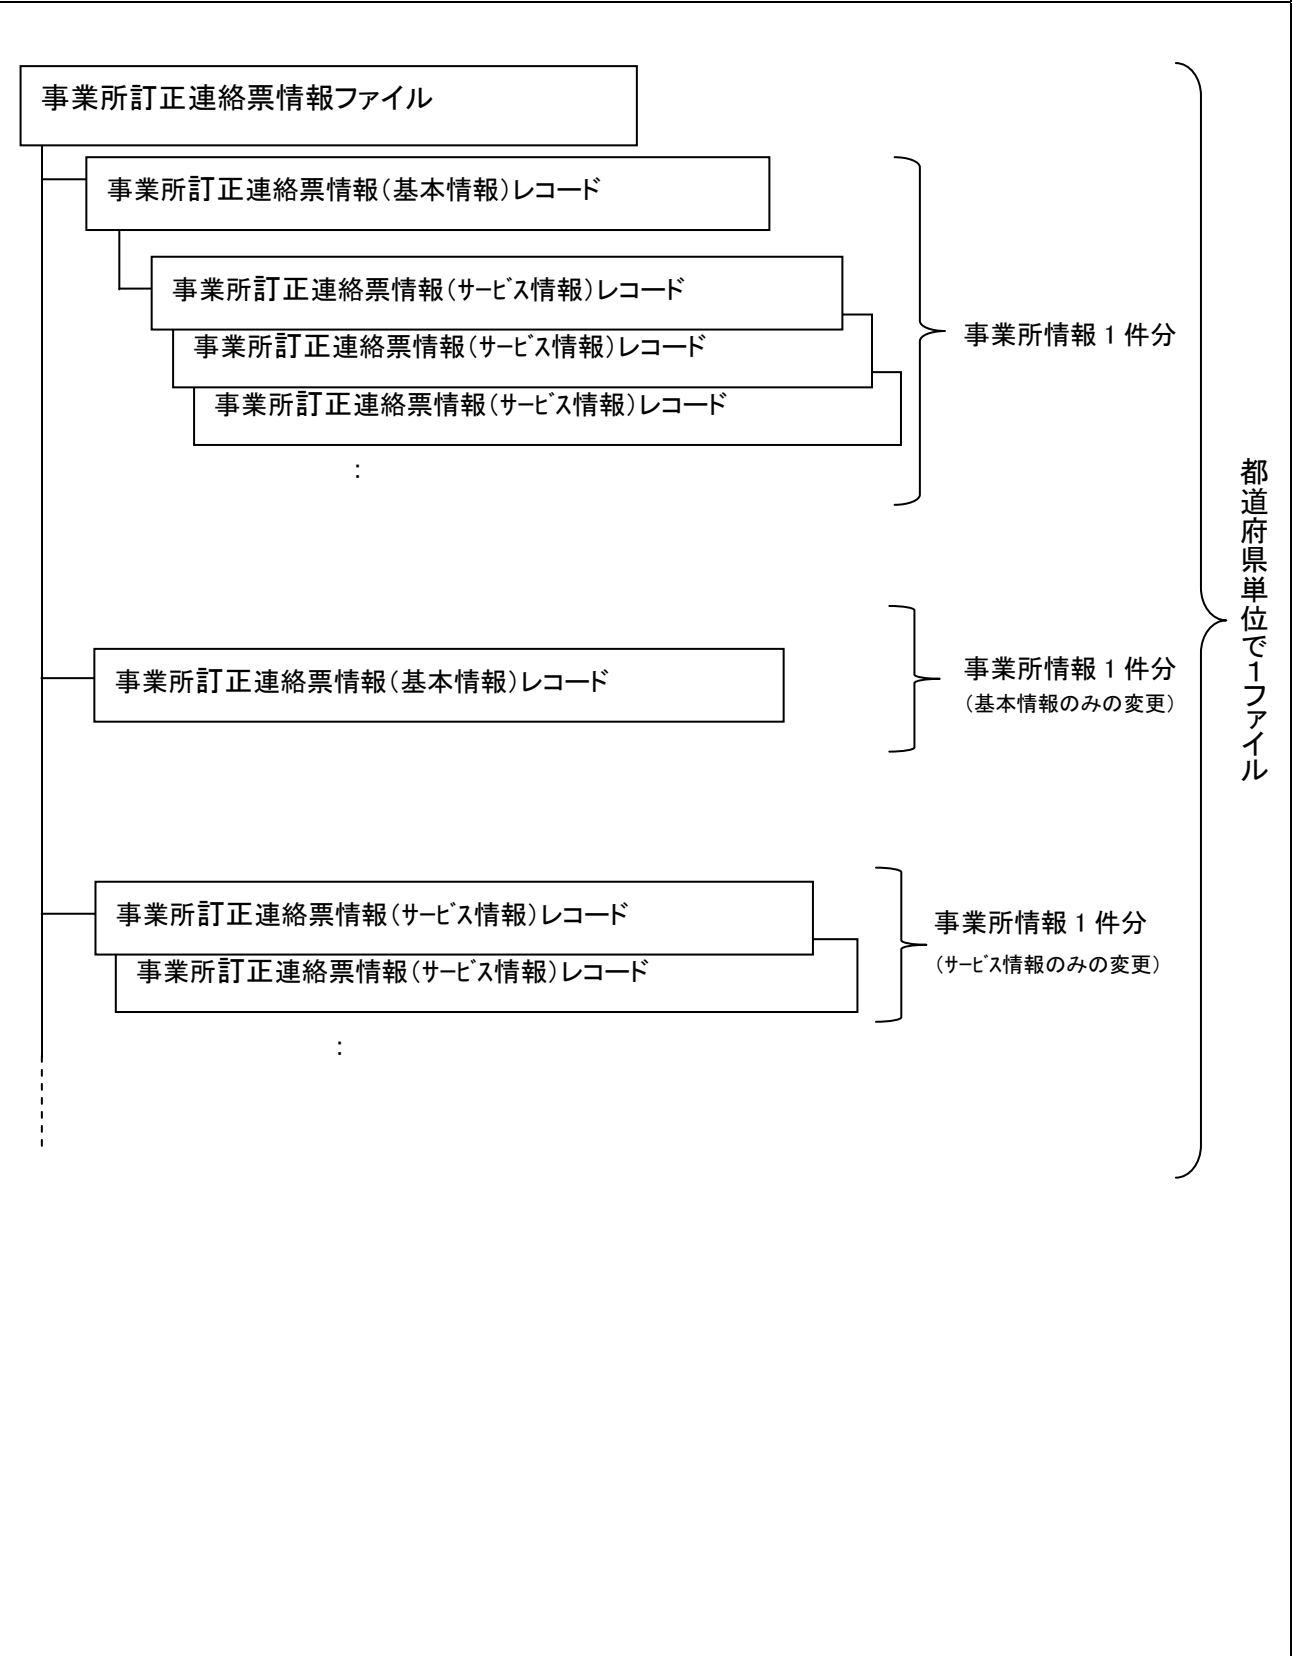 事業所訂正連絡票情報ファイル
事業所訂正連絡票情報（基本情報）レコード
事業所訂正連絡票情報（ｻｰﾋﾞｽ情報）レコード
事業所訂正連絡票情報（ｻｰﾋﾞｽ情報）レコード
事業所訂正連絡票情報（ｻｰﾋﾞｽ情報）レコード
：
事業所情報 1 件分
事業所訂正連絡票情報（基本情報）レコード
事業所情報 1 件分
（基本情報のみの変更）
事業所訂正連絡票情報（ｻｰﾋﾞｽ情報）レコード
事業所訂正連絡票情報（ｻｰﾋﾞｽ情報）レコード
：
事業所情報 1 件分
（ｻｰﾋﾞｽ情報のみの変更）
都道府県単位で１ファイル